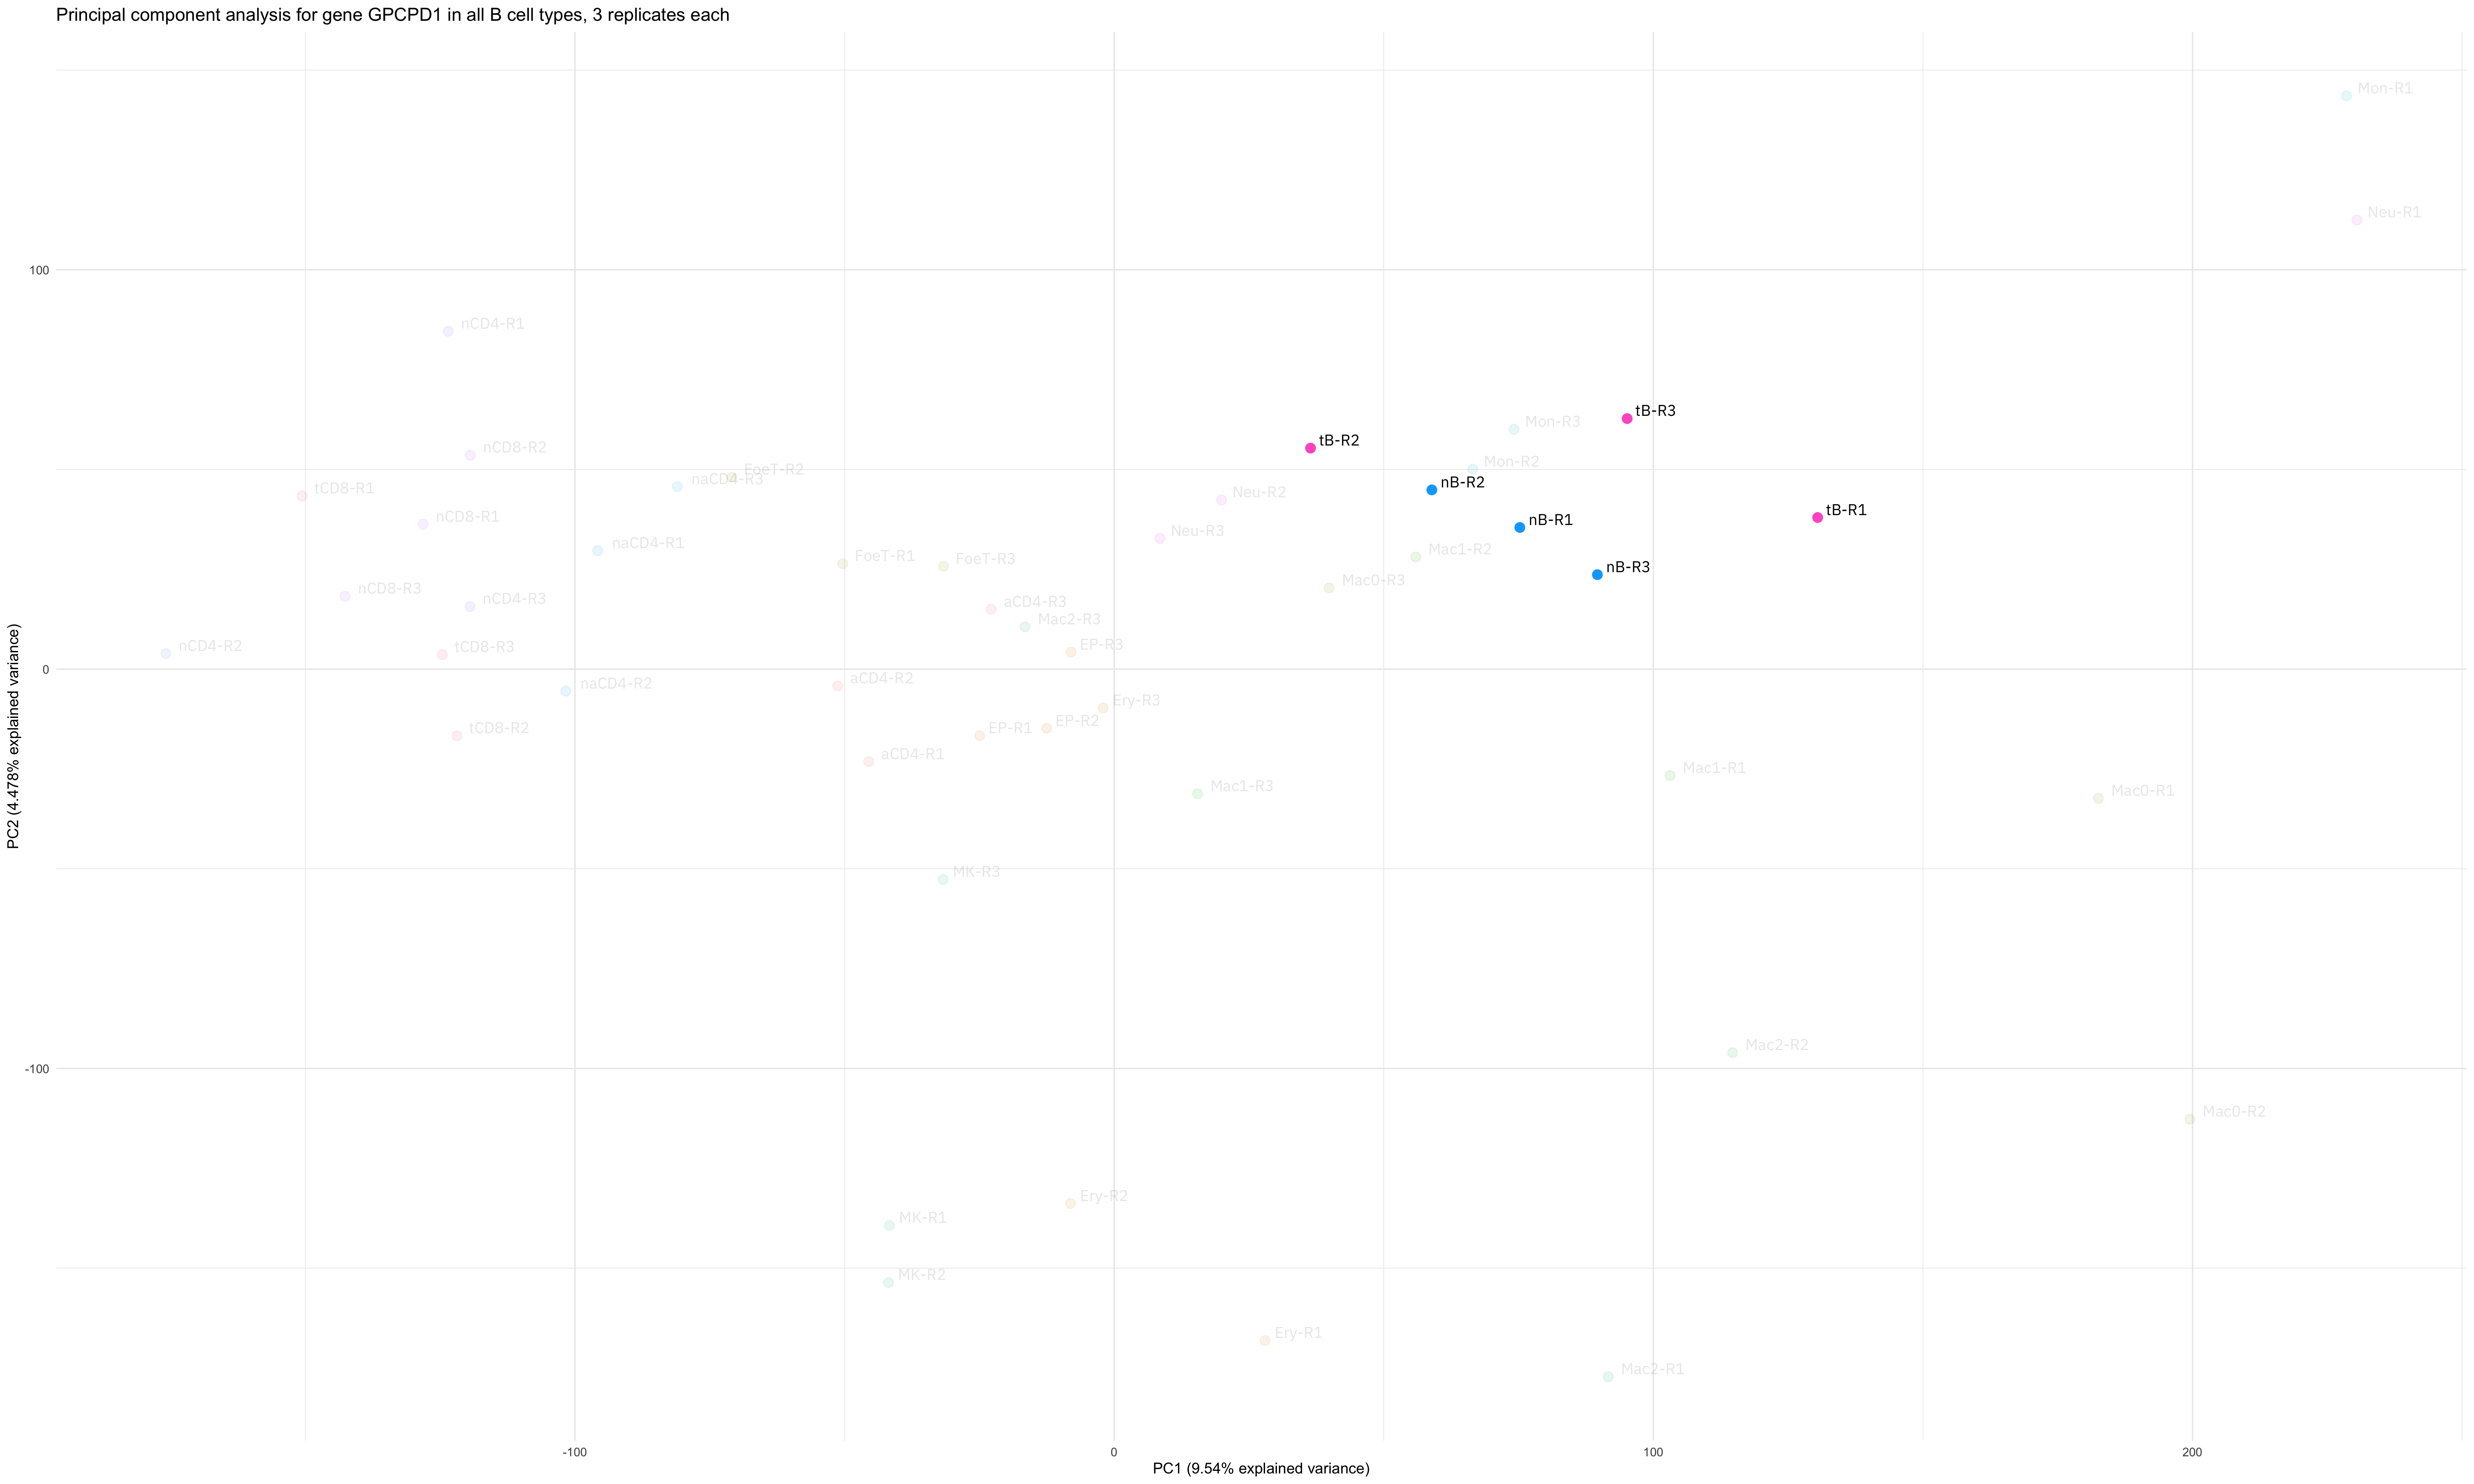 Principal component analysis for gene GPCPD1 in all B cell types, 3 replicates each
Mon-R1
Neu-R1
100
nCD4-R1
tB-R3
Mon-R3
tB-R2
nCD8-R2
Mon-R2
FoeT-R2
naCD4-R3
nB-R2
tCD8-R1
Neu-R2
tB-R1
nCD8-R1
nB-R1
Neu-R3
naCD4-R1
Mac1-R2
FoeT-R1
FoeT-R3
nB-R3
Mac0-R3
nCD8-R3
nCD4-R3
aCD4-R3
Mac2-R3
nCD4-R2
tCD8-R3
EP-R3
0
aCD4-R2
naCD4-R2
Ery-R3
EP-R2
tCD8-R2
EP-R1
aCD4-R1
Mac1-R1
Mac1-R3
Mac0-R1
PC2 (4.478% explained variance)
MK-R3
Mac2-R2
-100
Mac0-R2
Ery-R2
MK-R1
MK-R2
Ery-R1
Mac2-R1
-100
0
100
200
PC1 (9.54% explained variance)